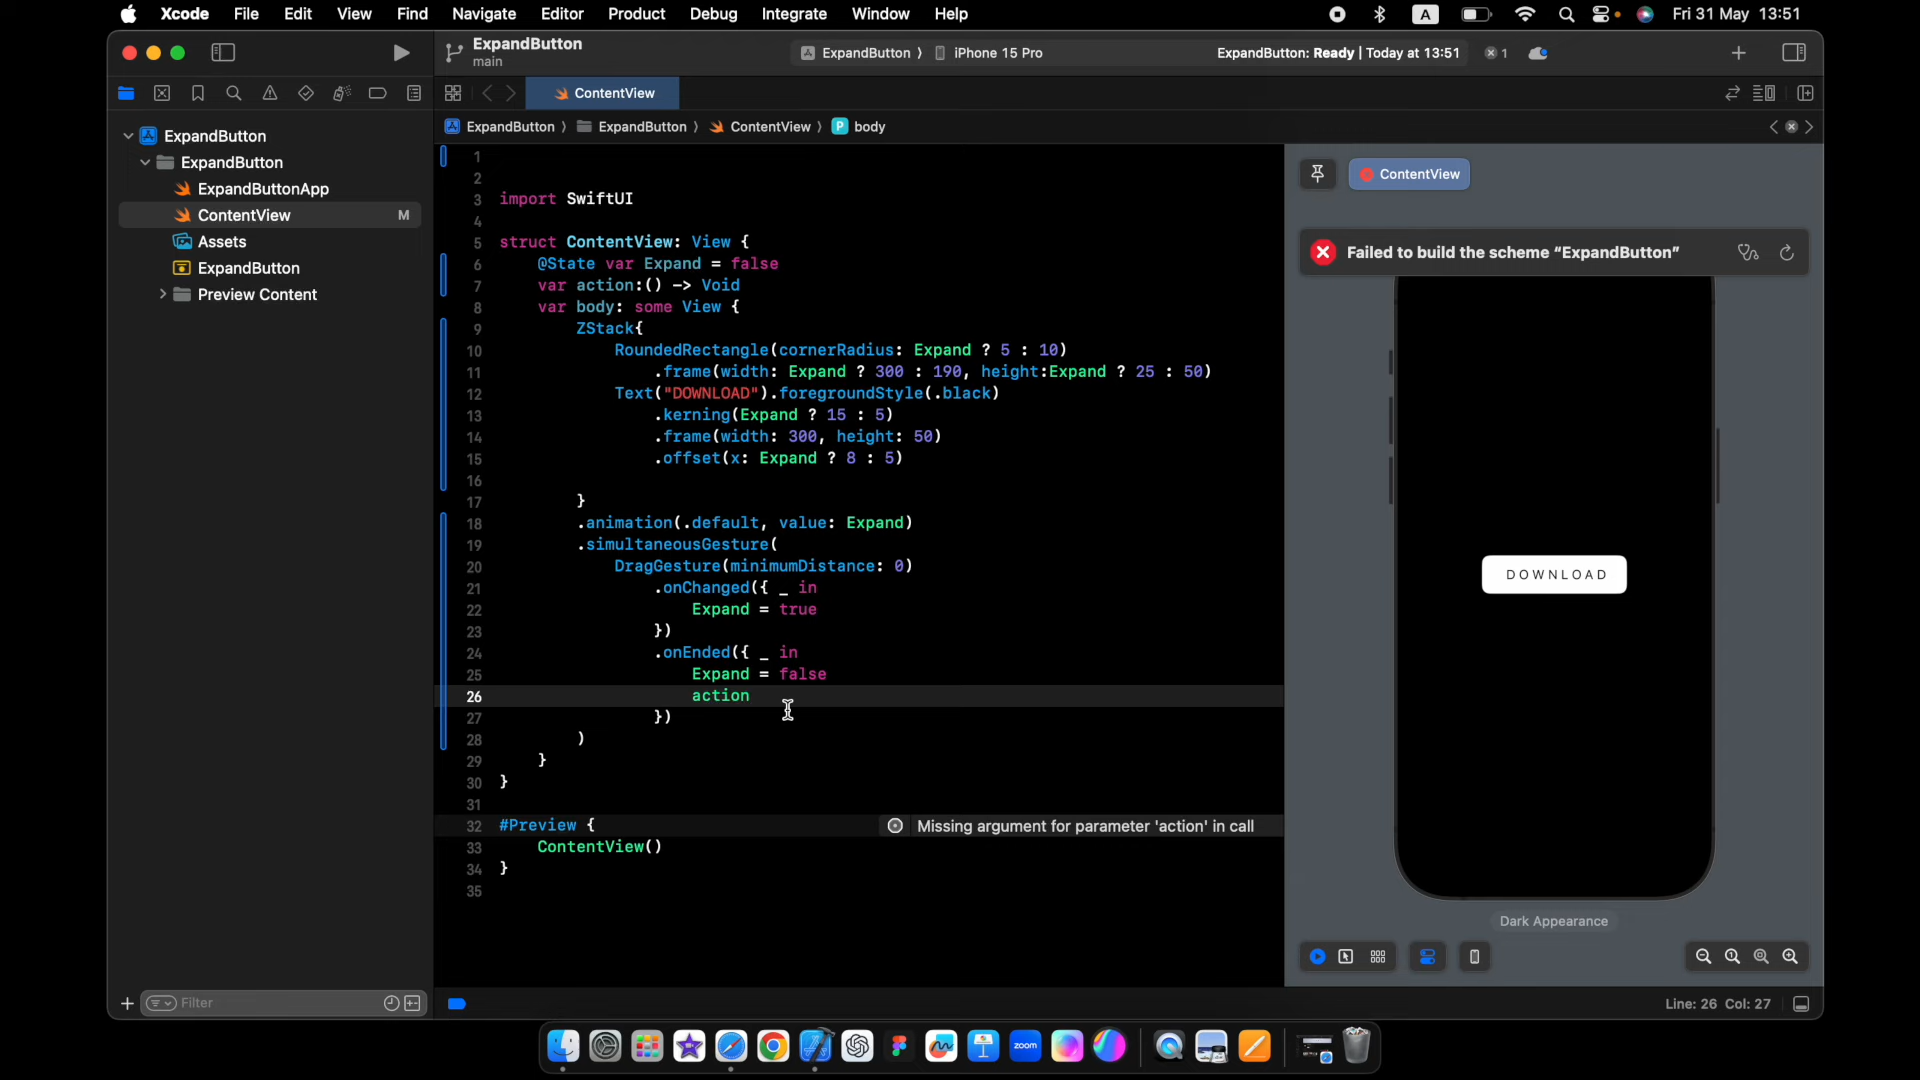 Xcode File Edit View Find Navigate Editor Product Debug Integrate Window Help A Fri 31 May 13:51
ExpandButton
main
ExpandButton 〉 iPhone 15 Pro
ExpandButton: Ready | Today at 13:51
1
ContentView
ExpandButton 〉 ExpandButton 〉 ContentView 〉 P body
ExpandButton
ExpandButton
ExpandButtonApp
ContentView M
Assets
ExpandButton
Preview Content
Filter
1
2
3 import SwiftUI
4
5 struct ContentView: View {
6 @State var Expand = false
7 var action:() -> Void
8 var body: some View {
9 ZStack{
10 RoundedRectangle(cornerRadius: Expand ? 5 : 10)
11 .frame(width: Expand ? 300 : 190, height:Expand ? 25 : 50)
12 Text("DOWNLOAD").foregroundStyle(.black)
13 .kerning(Expand ? 15 : 5)
14 .frame(width: 300, height: 50)
15 .offset(x: Expand ? 8 : 5)
16
17 }
18 .animation(.default, value: Expand)
19 .simultaneousGesture(
20 DragGesture(minimumDistance: 0)
21 .onChanged({ _ in
22 Expand = true
23 })
24 .onEnded({ _ in
25 Expand = false
26 action
27 })
28 )
29 }
30 }
31
32 #Preview { Missing argument for parameter 'action' in call
33 ContentView()
34 }
35
ContentView
Failed to build the scheme “ExpandButton”
DOWNLOAD
Dark Appearance
Line: 26 Col: 27
zoom